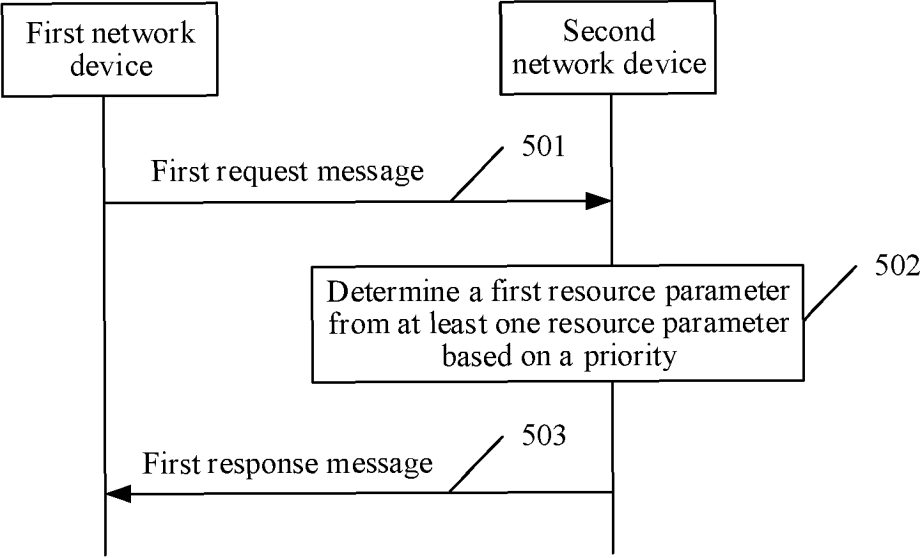 First network
device
Second
network device
501
First request message
502
Determine a first resource parameter
from at least one resource parameter
based on a priority
503
First response message